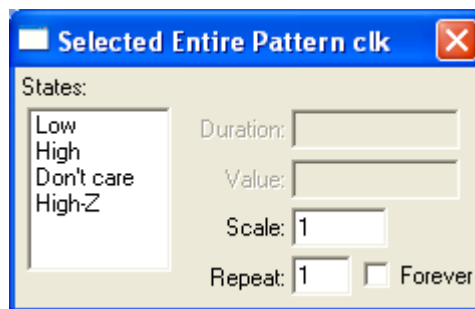 Selected Entire Pattern clk
States:
Low
High
Don't care
High-Z
Duration:
Value:
Scale: 1
Repeat: 1 Forever